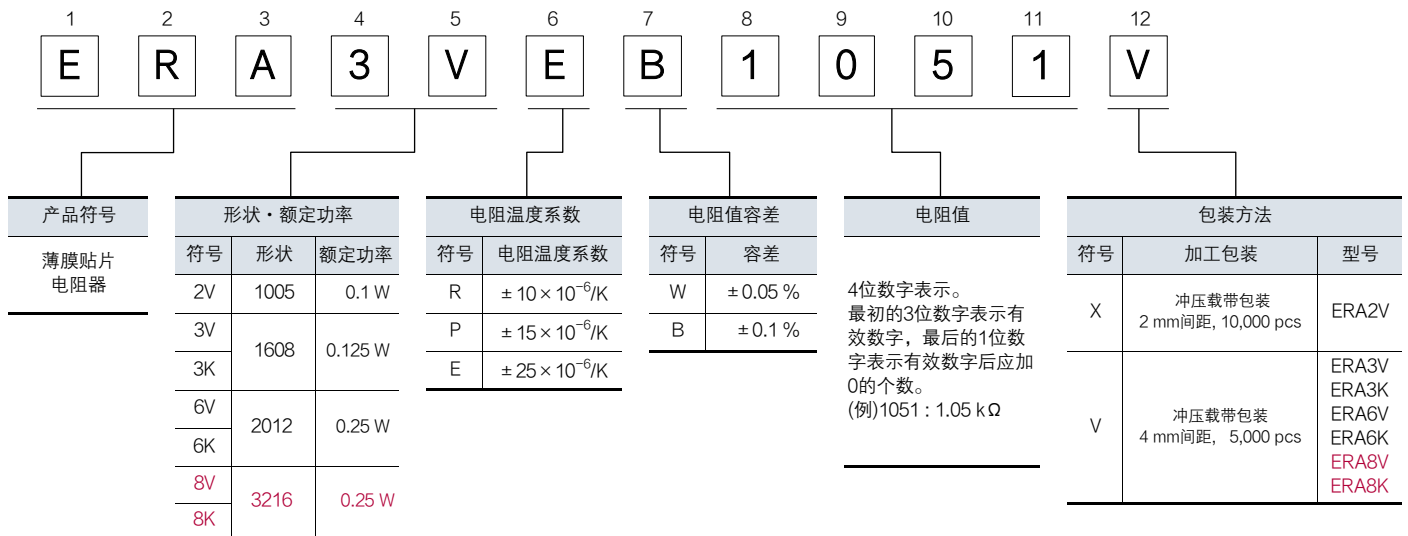 1 2 3 4 5 6 7 8 9 10 11 12
E R A 3 V E B 1 0 5 1 V
产品符号
薄膜贴片
电阻器
形状・额定功率
符号 形状 额定功率
2V 1005 0.1 W
3V
3K
1608 0.125 W
6V
6K
2012 0.25 W
8V
8K
3216 0.25 W
电阻温度系数
符号 电阻温度系数
R ±10×10⁻⁶/K
P ±15×10⁻⁶/K
E ±25×10⁻⁶/K
电阻值容差
符号 容差
W ±0.05 %
B ±0.1 %
电阻值
4位数字表示。
最初的3位数字表示有
效数字，最后的1位数
字表示有效数字后应加
0的个数。
(例)1051 : 1.05 kΩ
包装方法
符号 加工包装 型号
X
冲压载带包装
2 mm间距, 10,000 pcs
ERA2V
V
冲压载带包装
4 mm间距, 5,000 pcs
ERA3V
ERA3K
ERA6V
ERA6K
ERA8V
ERA8K